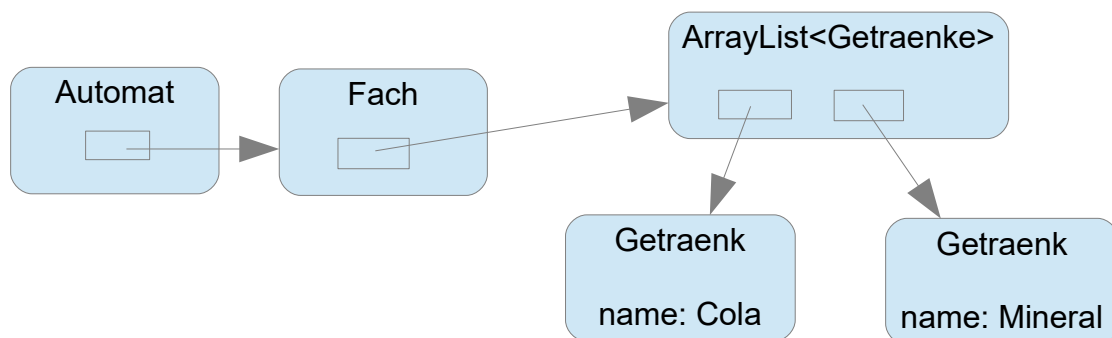 Automat
Fach
ArrayList<Getraenke>
Getraenk
name: Cola
Getraenk
name: Mineral